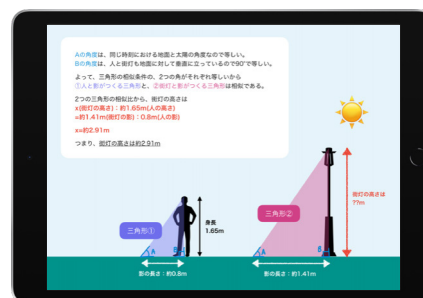 Aの角度は、同じ時刻における地面と太陽の角度なので等しい。
Bの角度は、人と街灯も地面に対して垂直に立っているので90°で等しい。
よって、三角形の相似条件の、2つの角がそれぞれ等しいから
①人と影がつくる三角形と、②街灯と影がつくる三角形は相似である。
2つの三角形の相似比から、街灯の高さは
x(街灯の高さ)：約1.65m(人の高さ)
=約1.41m(街灯の影)：0.8m(人の影)
x=約2.91m
つまり、街灯の高さは約2.91m
街灯の高さは
??m
三角形②
三角形①
身長
1.65m
A
B
A
B
影の長さ：約0.8m
影の長さ：約1.41m